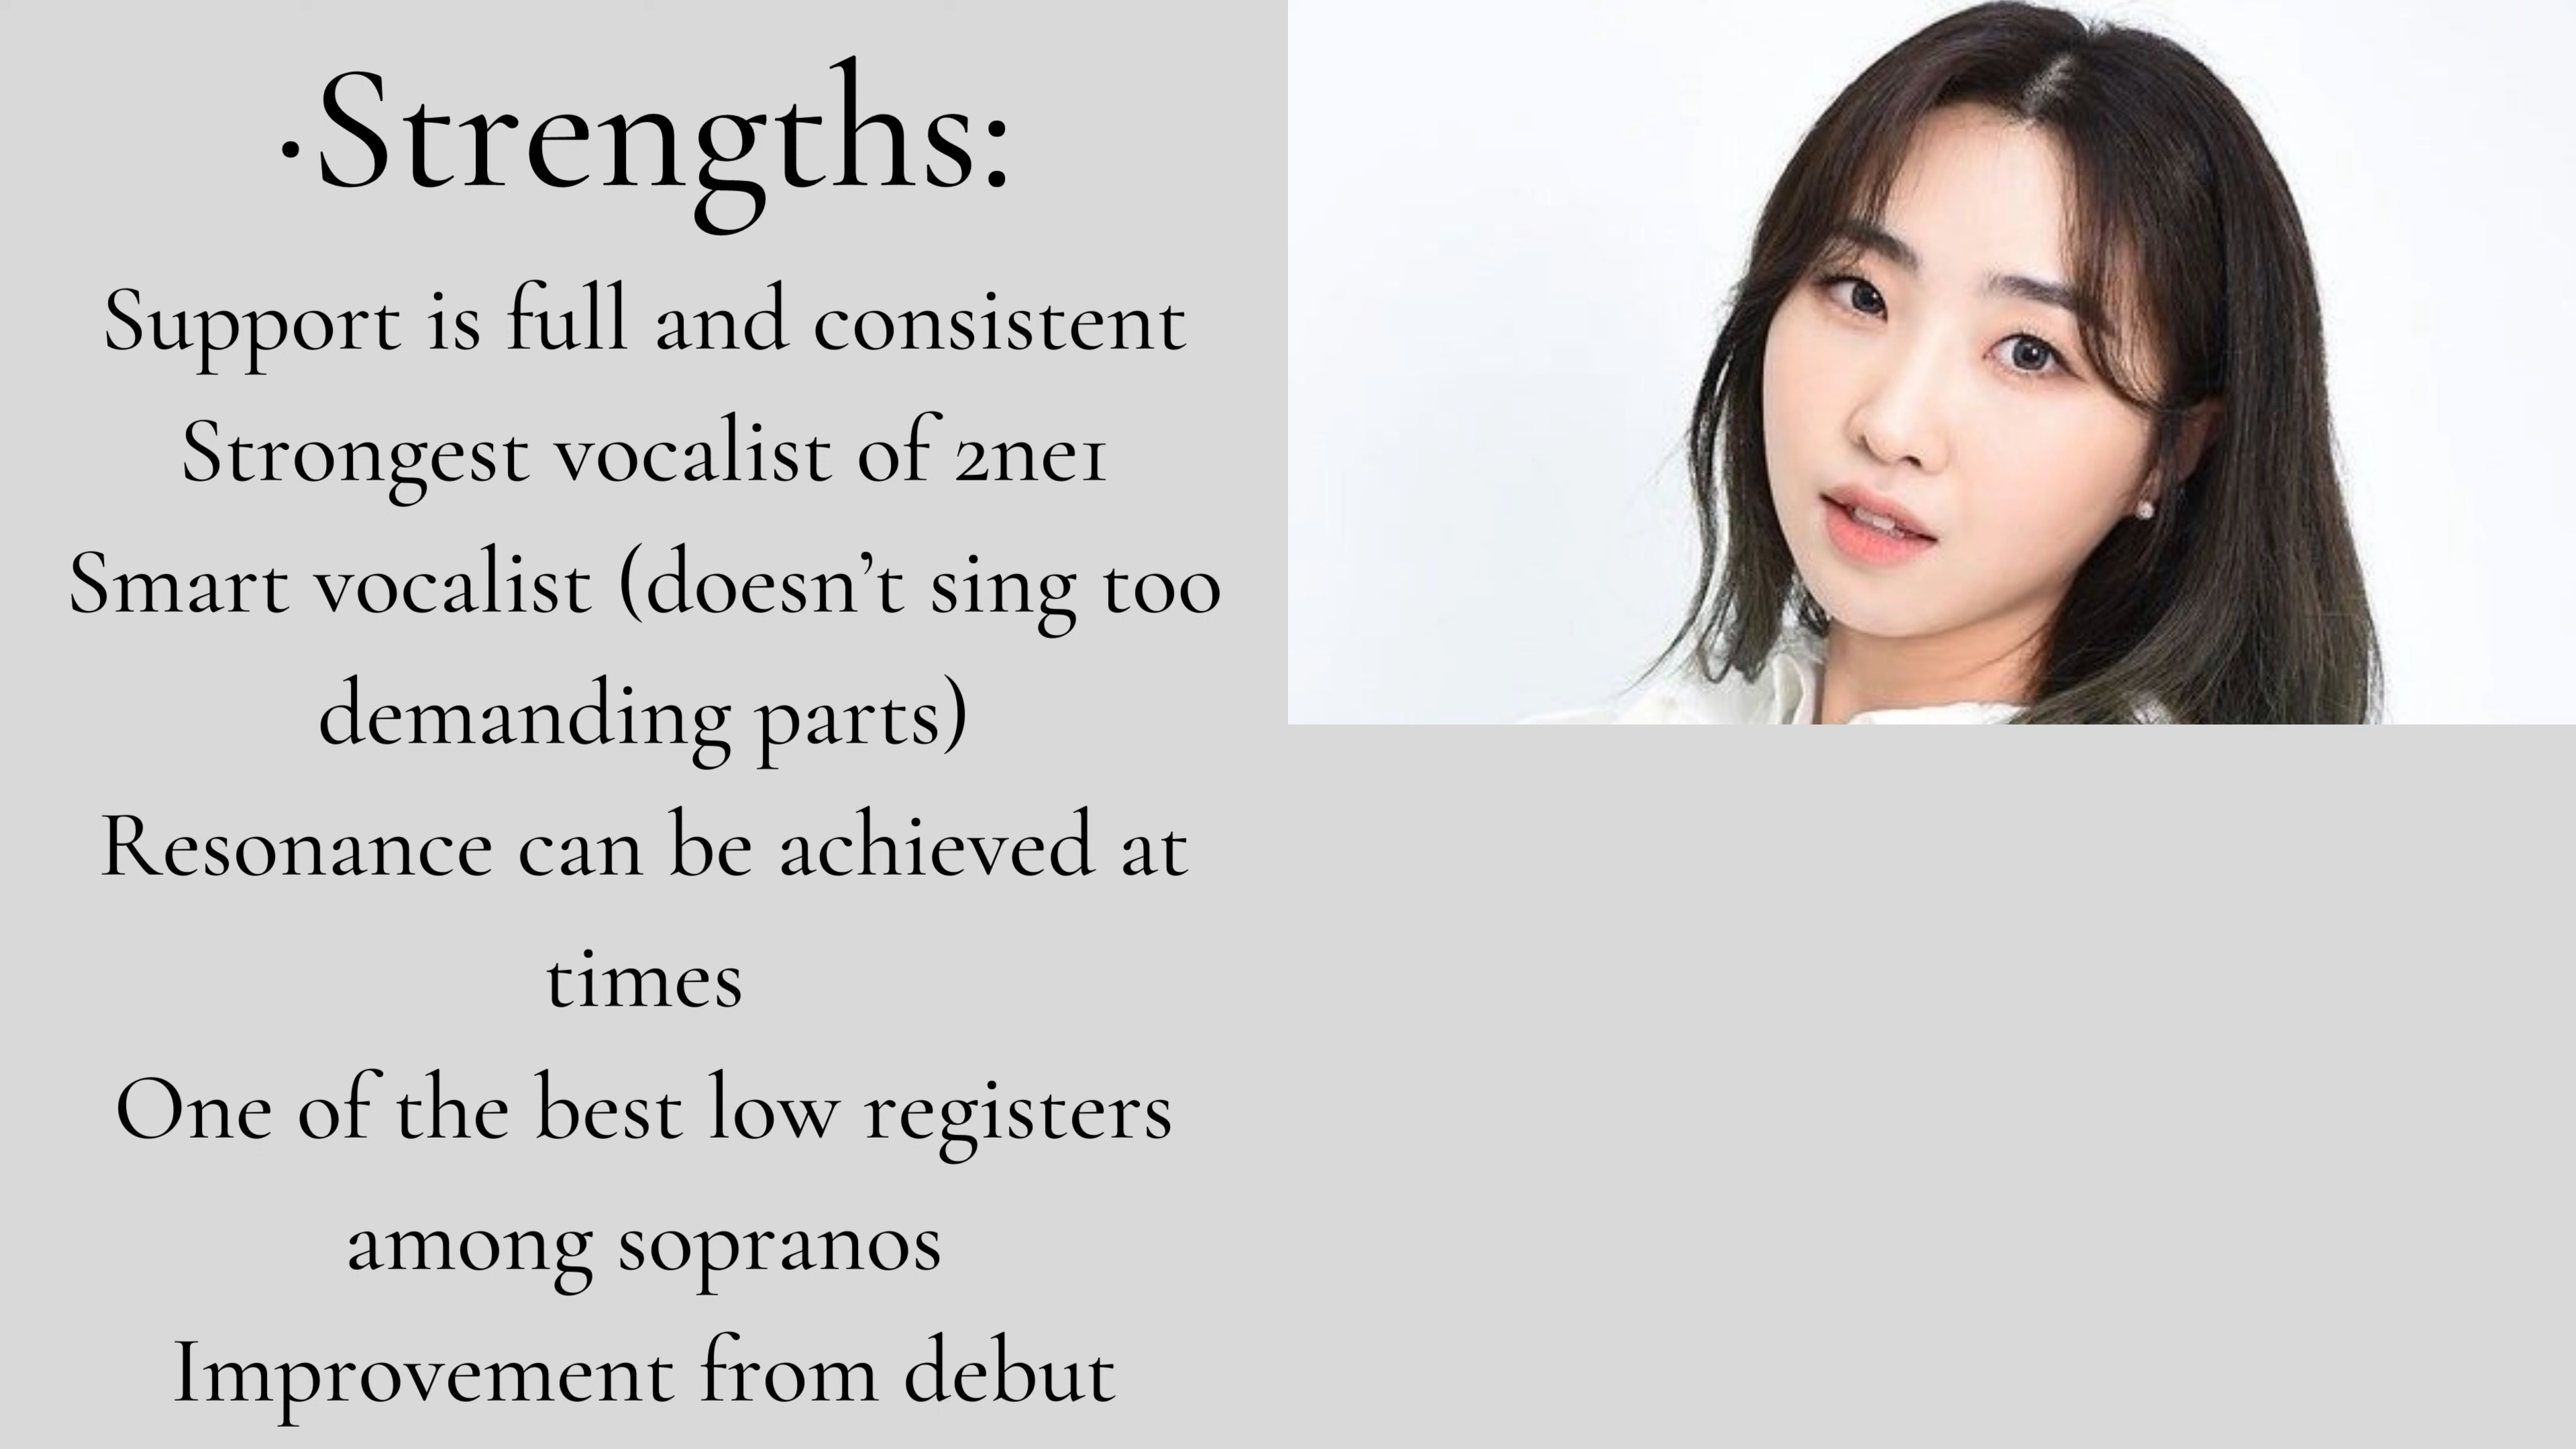 ·Strengths:
Support is full and consistent
Strongest vocalist of 2ne1
Smart vocalist (doesn’t sing too
demanding parts)
Resonance can be achieved at
times
One of the best low registers
among sopranos
Improvement from debut